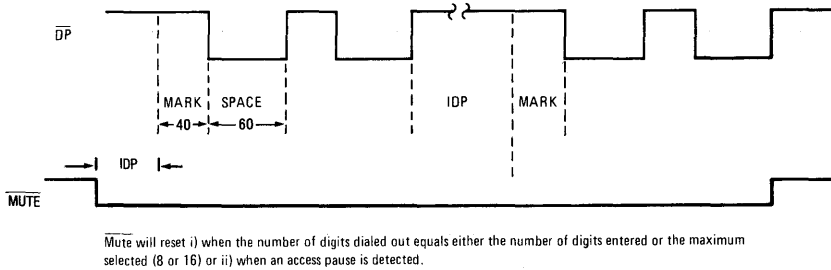 DP
MARK SPACE
IDP MARK
40 60
IDP
MUTE
Mute will reset i) when the number of digits dialed out equals either the number of digits entered or the maximum
selected (8 or 16) or ii) when an access pause is detected.